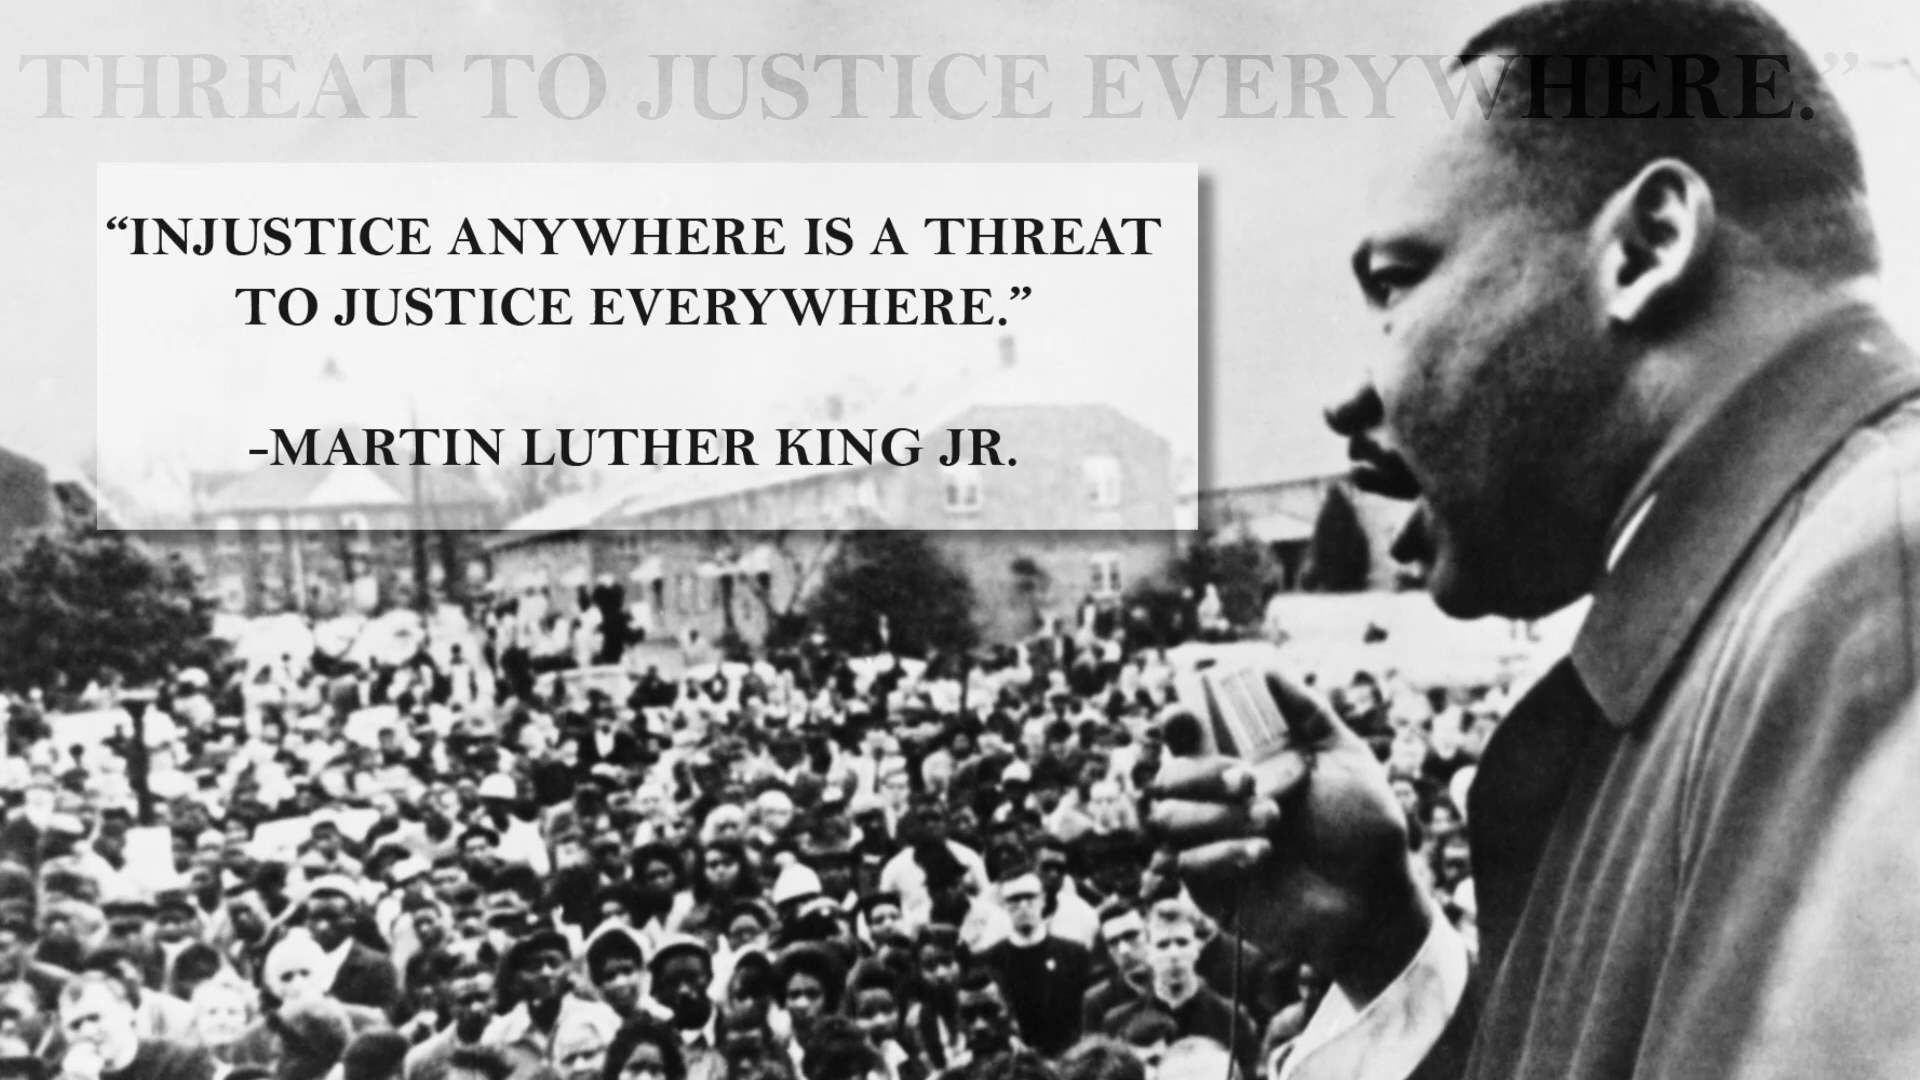 THREAT TO JUSTICE EVERYWHERE.”
“INJUSTICE ANYWHERE IS A THREAT
TO JUSTICE EVERYWHERE.”
–MARTIN LUTHER KING JR.